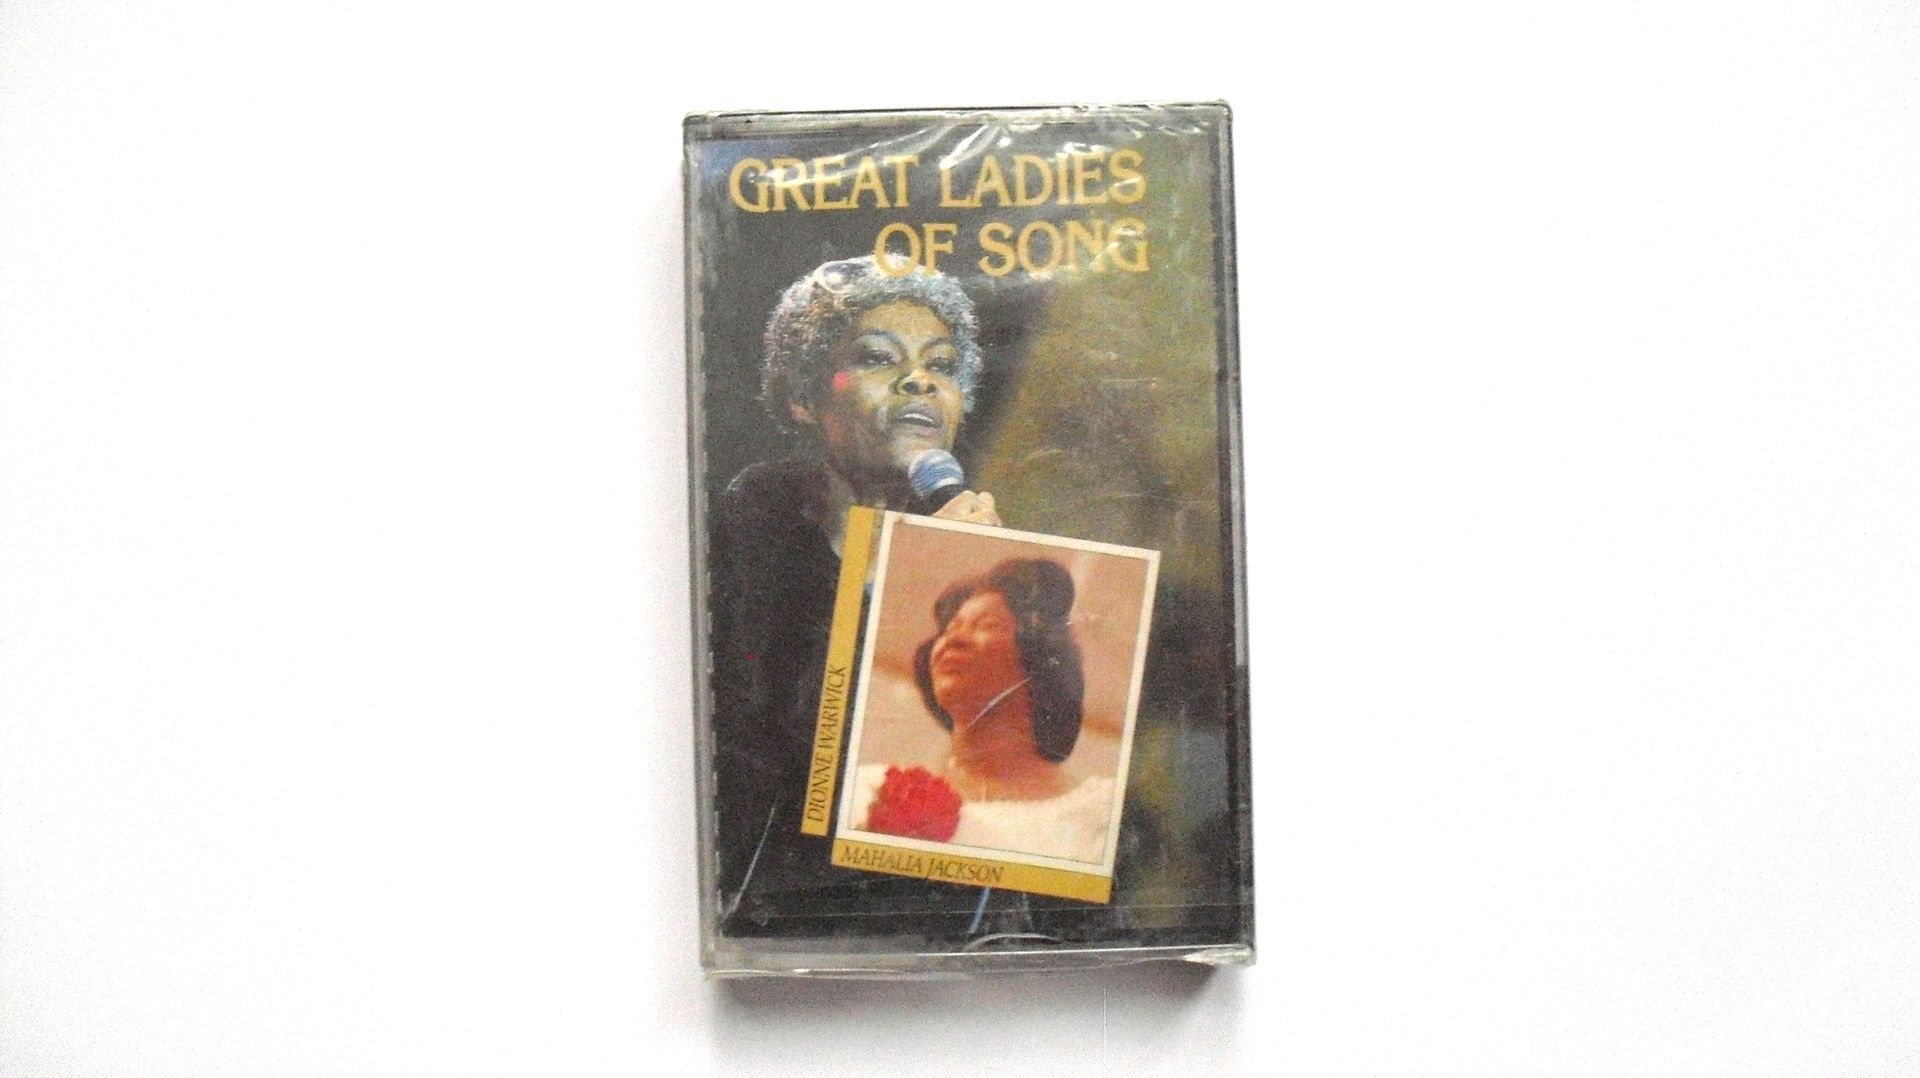 GREAT LADIES
OF SONG
DIONNE WARWICK
MAHALIA JACKSON